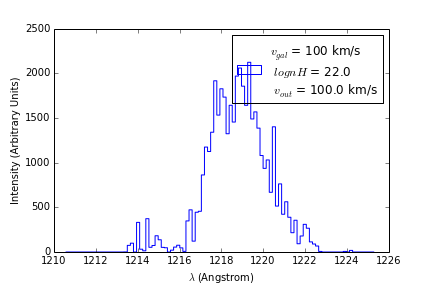 2500
2000
1500
1000
500
0
Intensity (Arbitrary Units)
v_gal = 100 km/s
lognH = 22.0
v_out = 100.0 km/s
1210 1212 1214 1216 1218 1220 1222 1224 1226
λ (Angstrom)